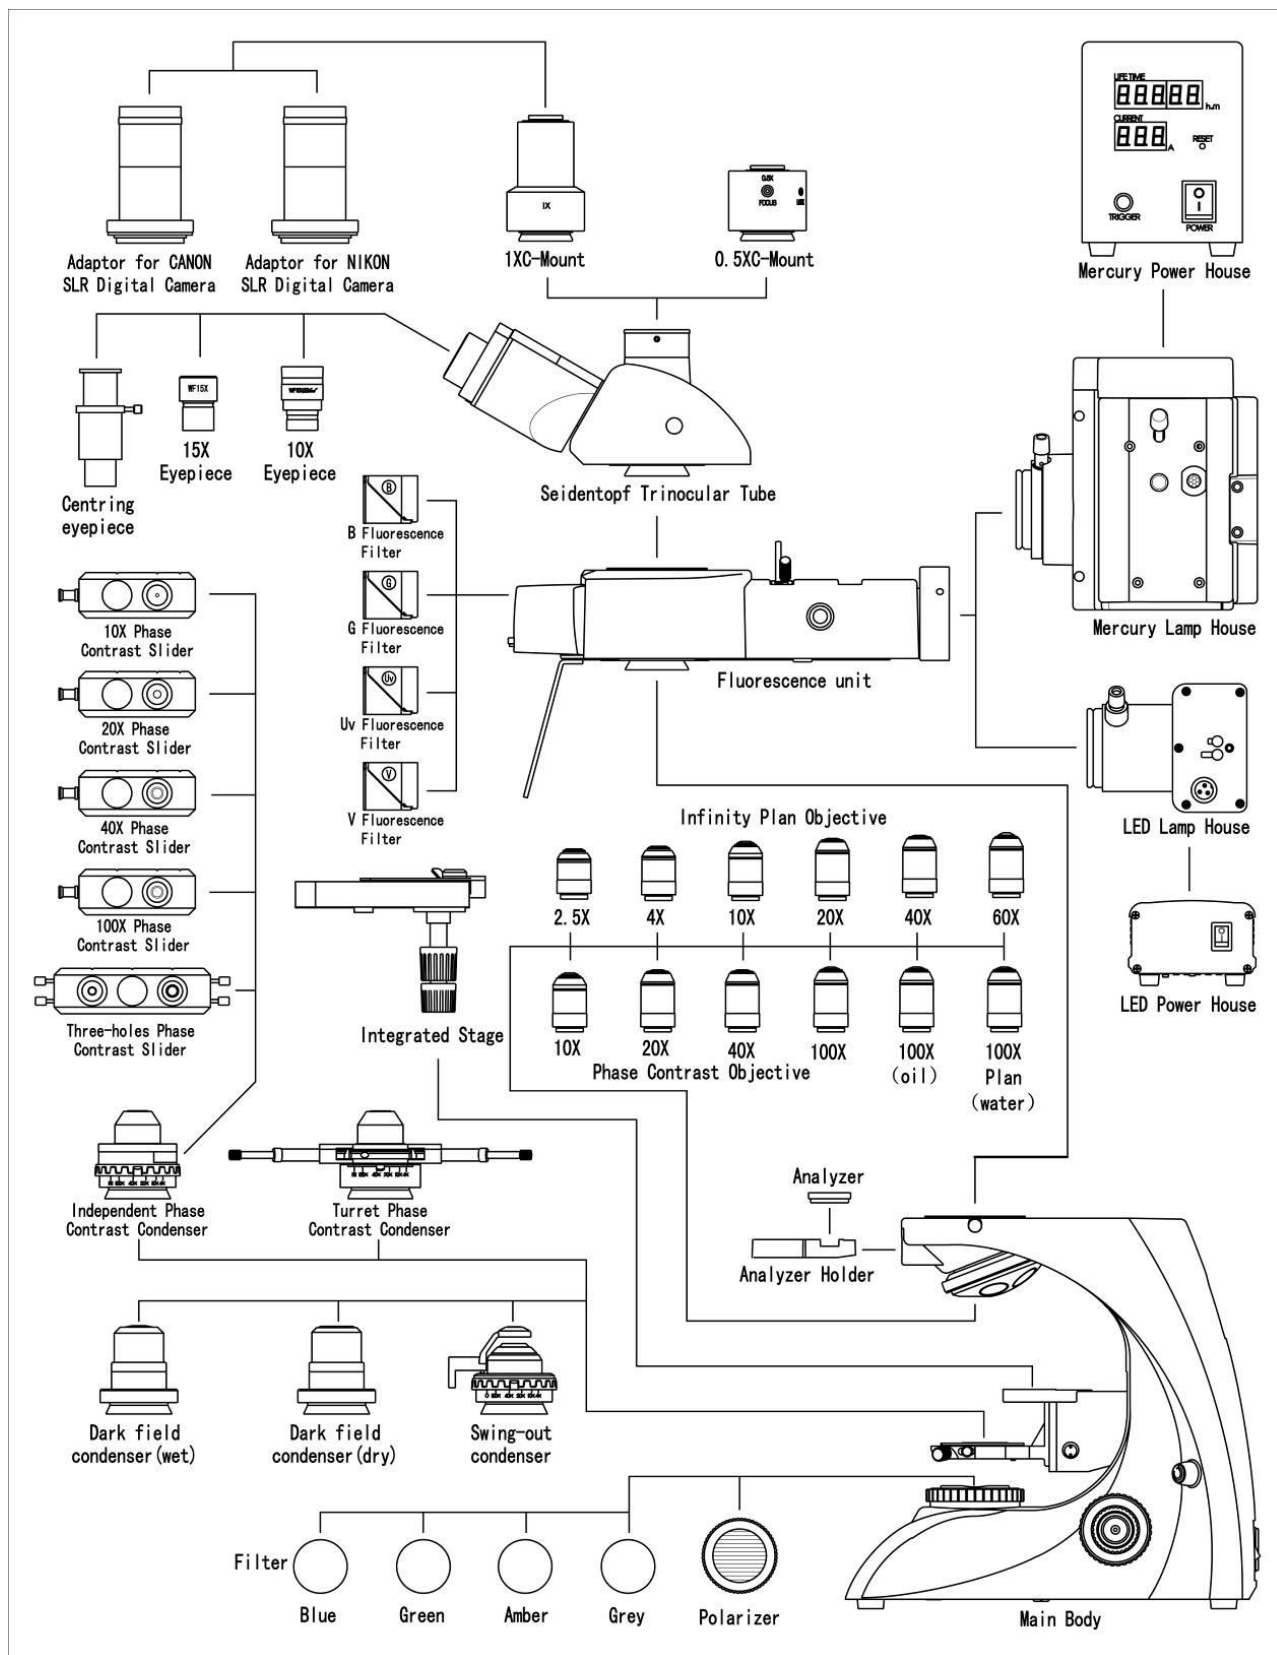 LIFE TIME
h.m
CURRENT
A
RESET
TRIGGER
POWER
Mercury Power House
1X
0.5X
FOCUS
Adaptor for CANON
SLR Digital Camera
Adaptor for NIKON
SLR Digital Camera
1XC-Mount
0.5XC-Mount
WF15X
15X
Eyepiece
10X
Eyepiece
Centring
eyepiece
Seidentopf Trinocular Tube
B
B Fluorescence
Filter
G
G Fluorescence
Filter
Uv
Uv Fluorescence
Filter
V
V Fluorescence
Filter
Fluorescence unit
Mercury Lamp House
LED Lamp House
LED Power House
10X Phase
Contrast Slider
20X Phase
Contrast Slider
40X Phase
Contrast Slider
100X Phase
Contrast Slider
Three-holes Phase
Contrast Slider
Integrated Stage
Infinity Plan Objective
2.5X 4X 10X 20X 40X 60X
10X 20X 40X 100X 100X 100X
(oil) Plan
(water)
Phase Contrast Objective
Independent Phase
Contrast Condenser
Turret Phase
Contrast Condenser
Analyzer
Analyzer Holder
Dark field
condenser(wet)
Dark field
condenser(dry)
Swing-out
condenser
Filter
Blue
Green
Amber
Grey
Polarizer
Main Body